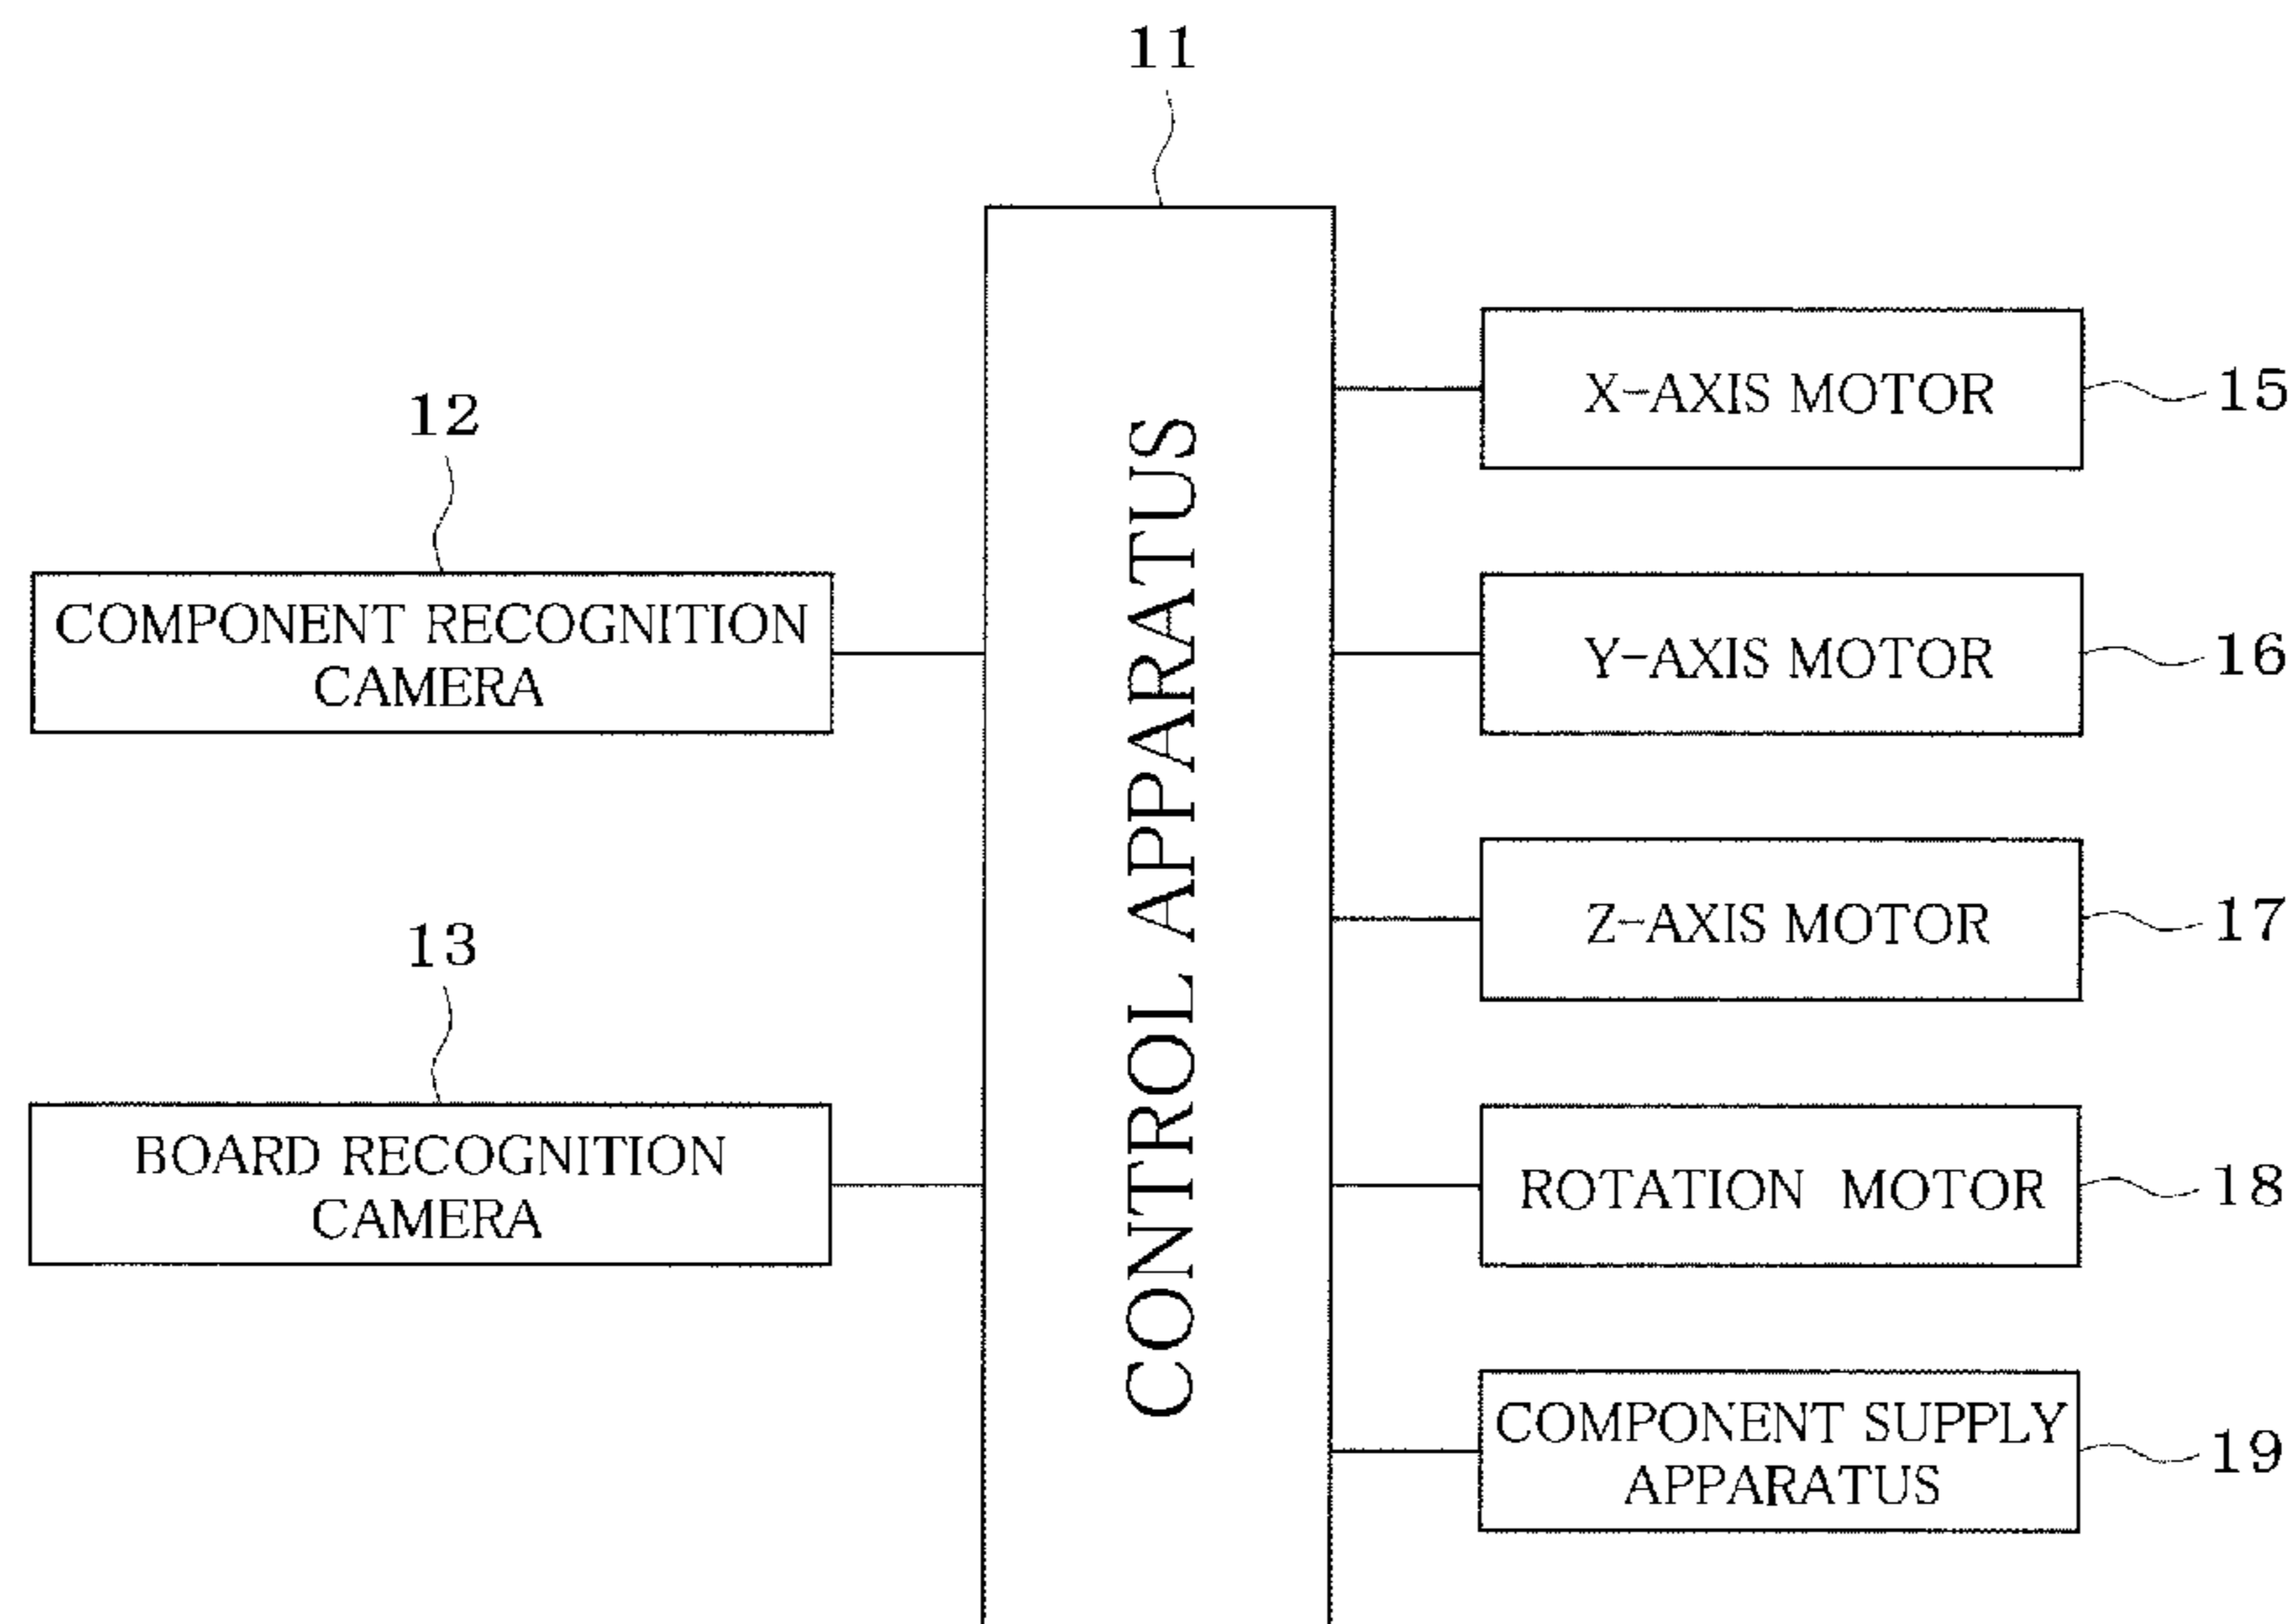 11
CONTROL APPARATUS
12
COMPONENT RECOGNITION
CAMERA
13
BOARD RECOGNITION
CAMERA
X-AXIS MOTOR
15
Y-AXIS MOTOR
16
Z-AXIS MOTOR
17
ROTATION MOTOR
18
COMPONENT SUPPLY
APPARATUS
19